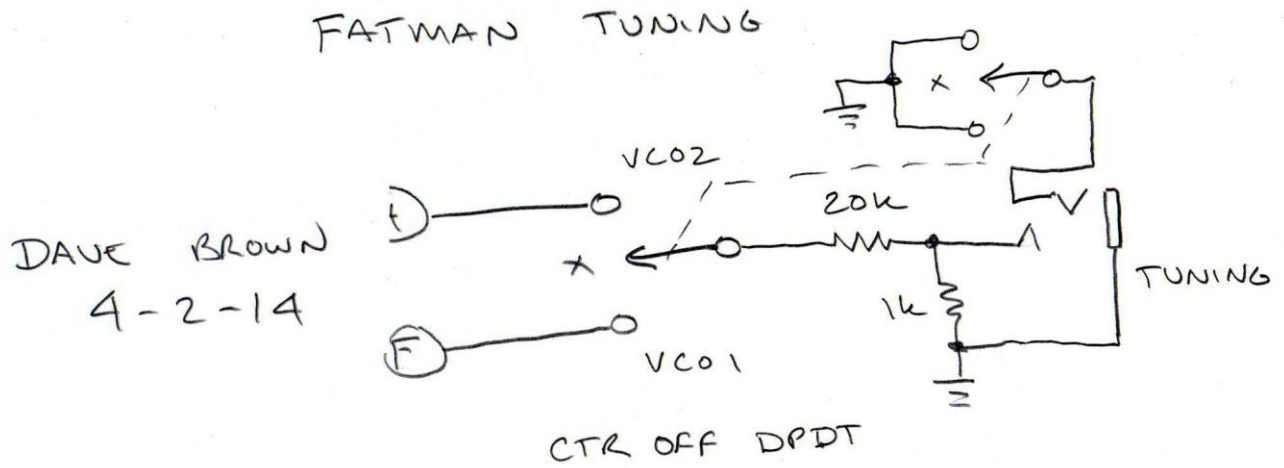 FATMAN TUNING
X
VCO2
20K
DAVE BROWN
4-2-14
X
TUNING
1K
F
VCO1
CTR OFF DPDT